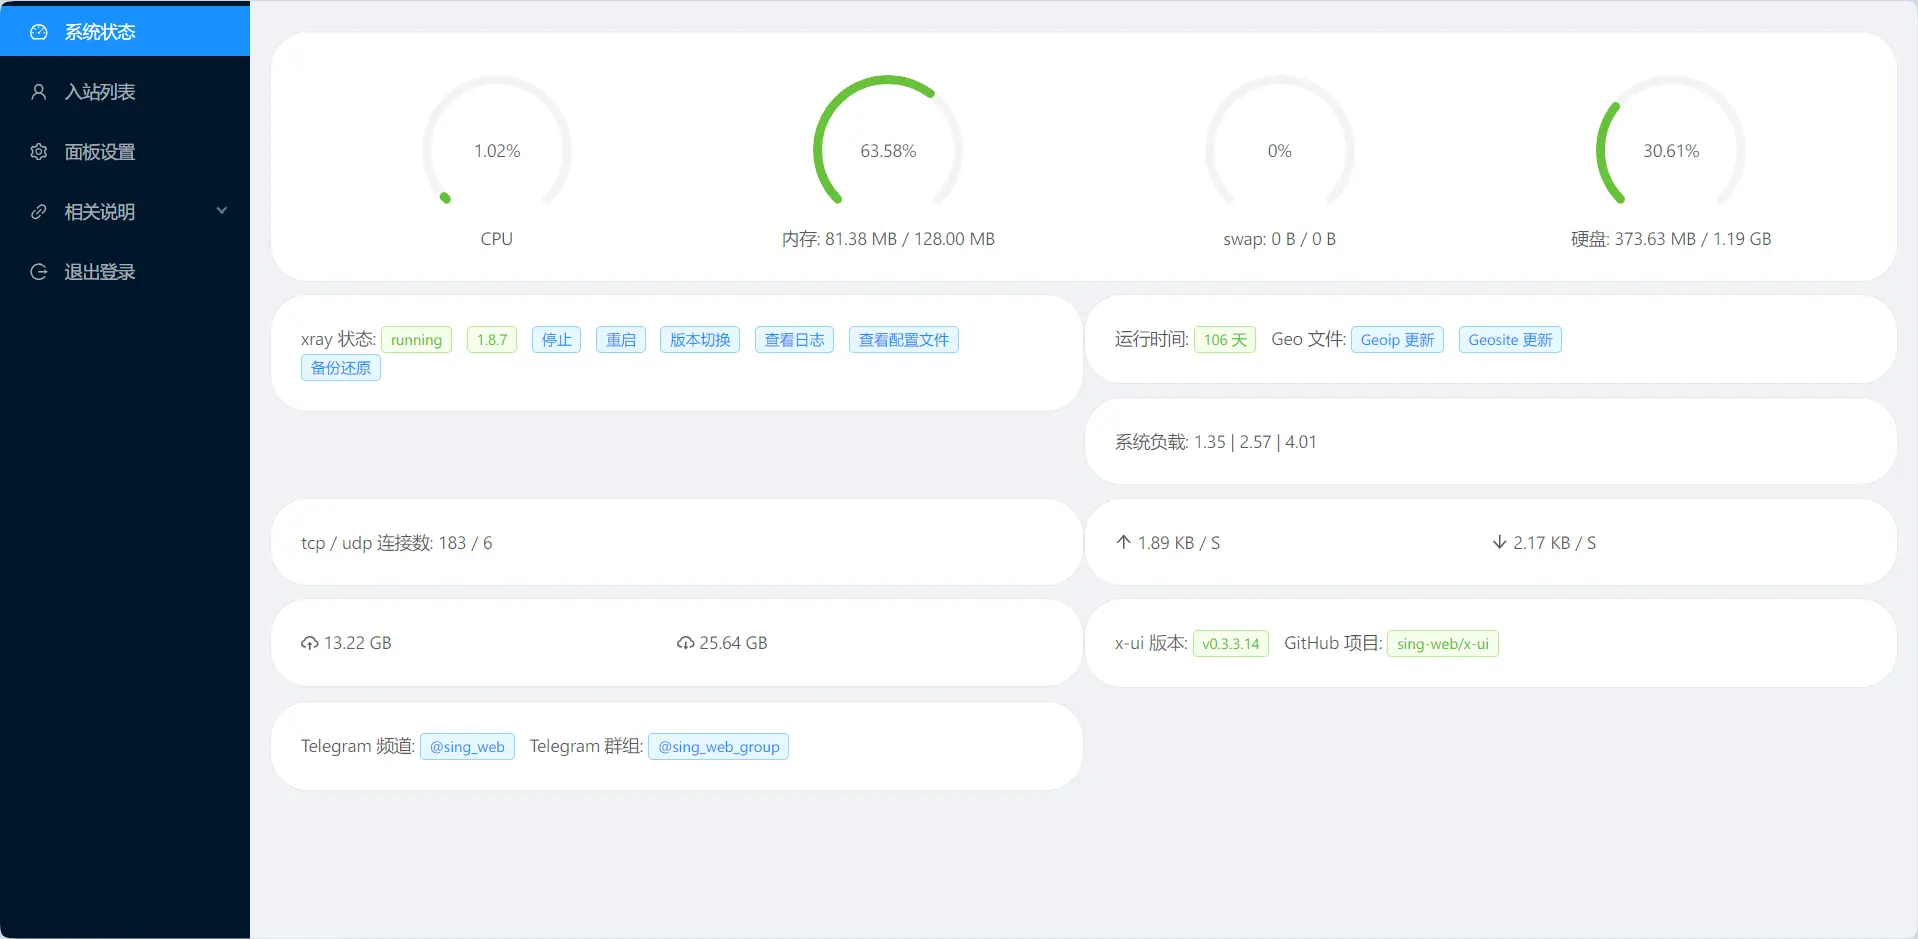 系统状态
入站列表
面板设置
相关说明
退出登录
1.02%
CPU
63.58%
内存: 81.38 MB / 128.00 MB
0%
swap: 0 B / 0 B
30.61%
硬盘: 373.63 MB / 1.19 GB
xray 状态: running 1.8.7 停止 重启 版本切换 查看日志 查看配置文件
备份还原
运行时间: 106 天 Geo 文件: Geoip 更新 Geosite 更新
系统负载: 1.35 | 2.57 | 4.01
tcp / udp 连接数: 183 / 6
1.89 KB / S 2.17 KB / S
13.22 GB 25.64 GB
x-ui 版本: v0.3.3.14 GitHub 项目: sing-web/x-ui
Telegram 频道: @sing_web Telegram 群组: @sing_web_group